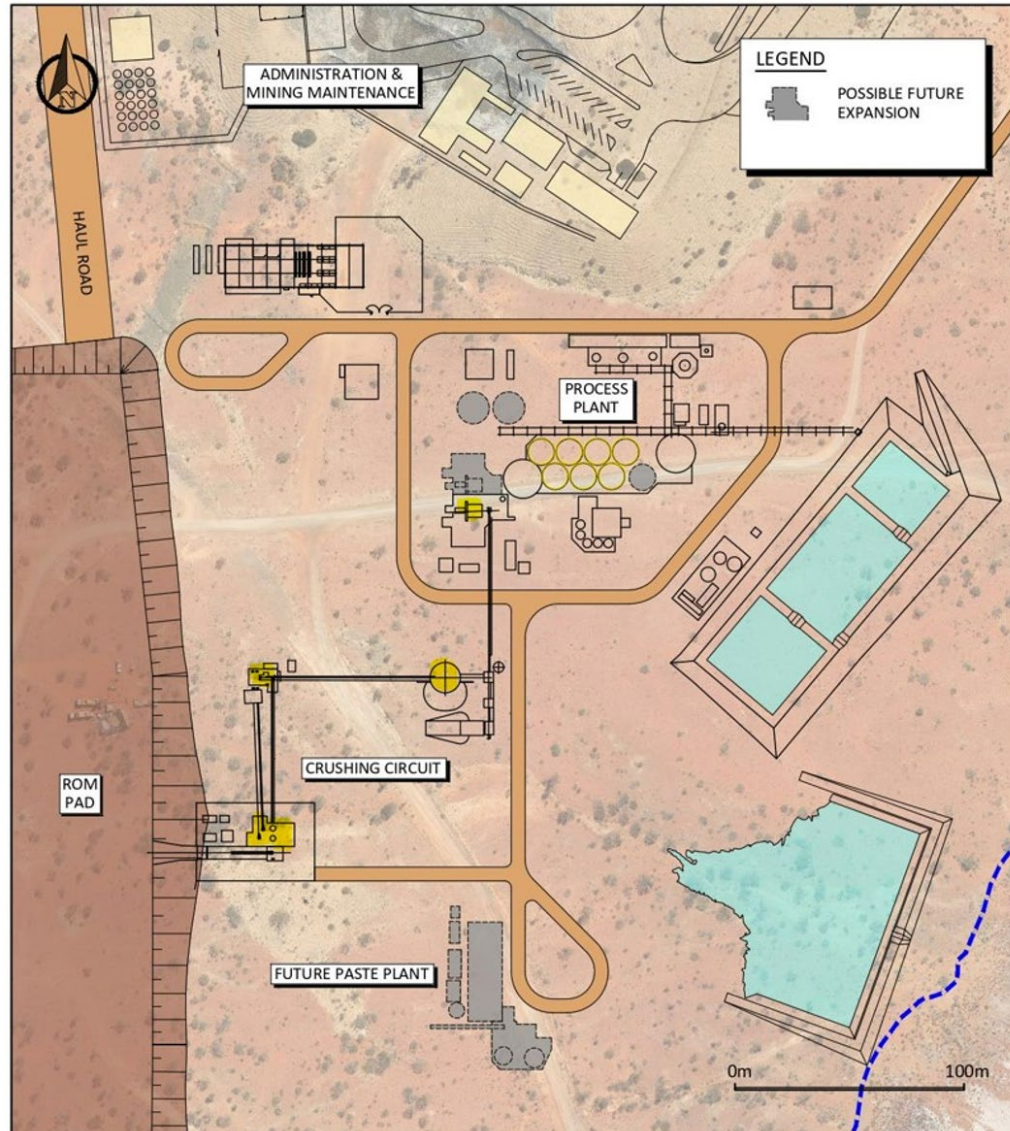 N
ADMINISTRATION &
MINING MAINTENANCE
LEGEND
POSSIBLE FUTURE
EXPANSION
HAUL ROAD
PROCESS
PLANT
CRUSHING CIRCUIT
ROM
PAD
FUTURE PASTE PLANT
0m
100m